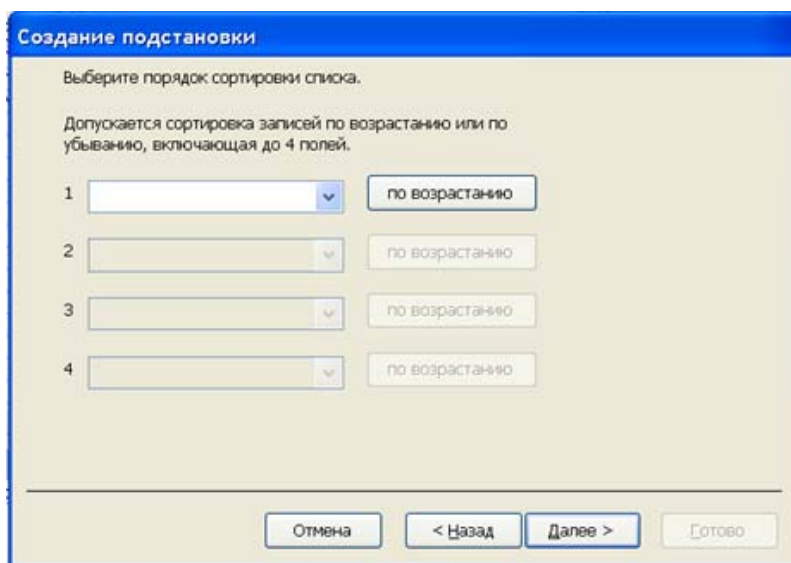 Создание подстановки
Выберите порядок сортировки списка.
Допускается сортировка записей по возрастанию или по
убыванию, включающая до 4 полей.
1 по возрастанию
2 по возрастанию
3 по возрастанию
4 по возрастанию
Отмена < Назад Далее > Готово